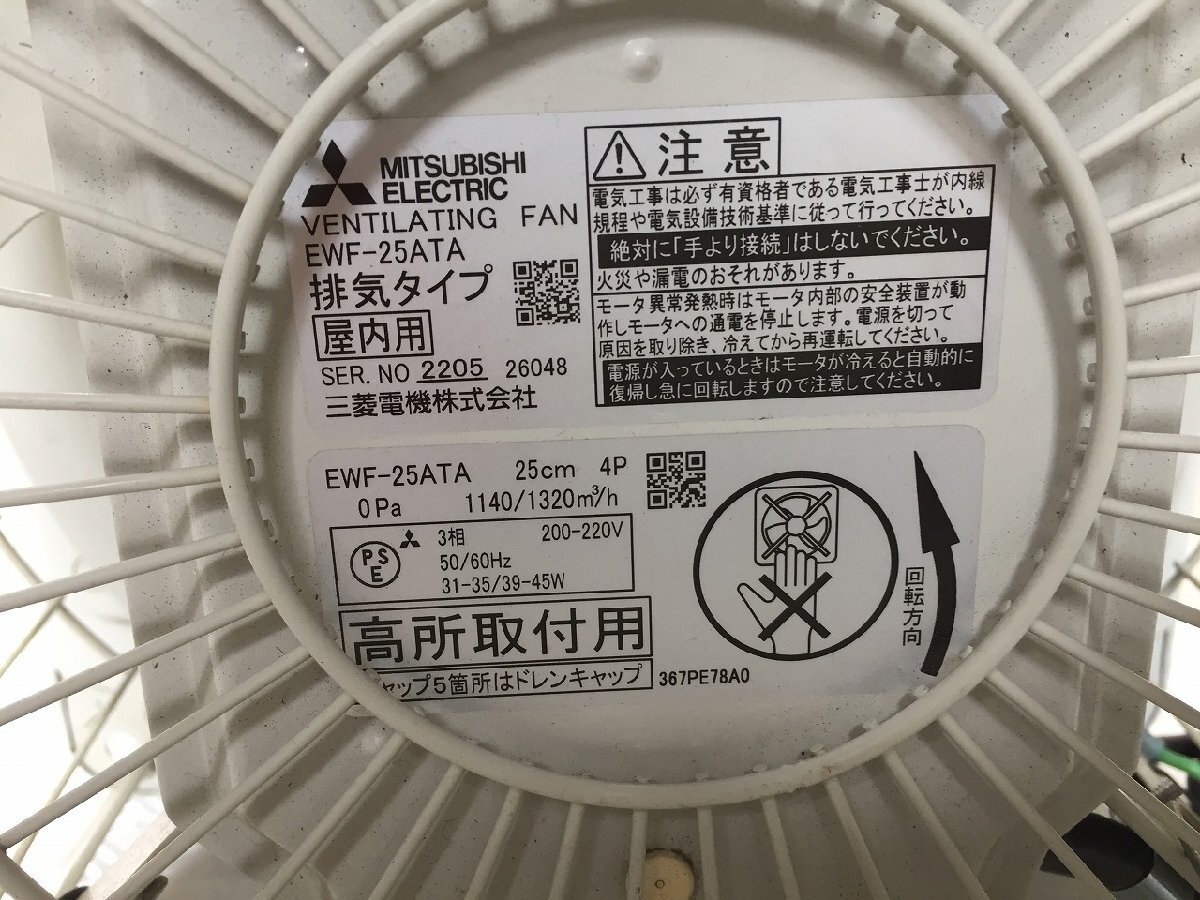 MITSUBISHI
ELECTRIC
VENTILATING FAN
EWF-25ATA
排気タイプ
屋内用
SER. NO 2205 26048
三菱電機株式会社
注意
電気工事は必ず有資格者である電気工事士が内線
規程や電気設備技術基準に従って行ってください。
絶対に「手より接続」はしないでください。
火災や漏電のおそれがあります。
モータ異常発熱時はモータ内部の安全装置が動
作しモータへの通電を停止します。電源を切って
原因を取り除き、冷えてから再運転してください。
電源が入っているときはモータが冷えると自動的に
復帰し急に回転しますので注意してください。
EWF-25ATA 25cm 4P
0Pa 1140/1320m³/h
PSE
3相 200-220V
50/60Hz
31-35/39-45W
高所取付用
ャップ5箇所はドレンキャップ
367PE78A0
回転方向